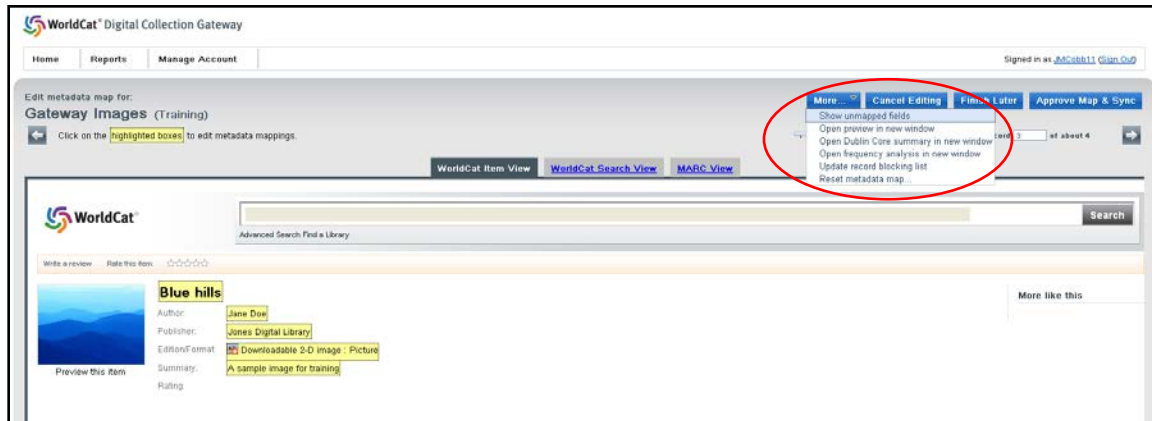 WorldCat® Digital Collection Gateway
Home Reports Manage Account Signed in as JMCobb11 (Sign Out)
Edit metadata map for:
Gateway Images (Training)
More... Cancel Editing Finish Later Approve Map & Sync
Click on the highlighted boxes to edit metadata mappings.
3 of about 4
Show unmapped fields
Open preview in new window
Open Dublin Core summary in new window
Open frequency analysis in new window
Update record blocking list
Reset metadata map...
WorldCat Item View WorldCat Search View MARC View
WorldCat® Search
Advanced Search Find a Library
Write a review Rate this item:
Blue hills
More like this
Author: Jane Doe
Publisher: Jones Digital Library
Edition/Format: Downloadable 2-D image : Picture
Summary: A sample image for training
Preview this item
Rating: